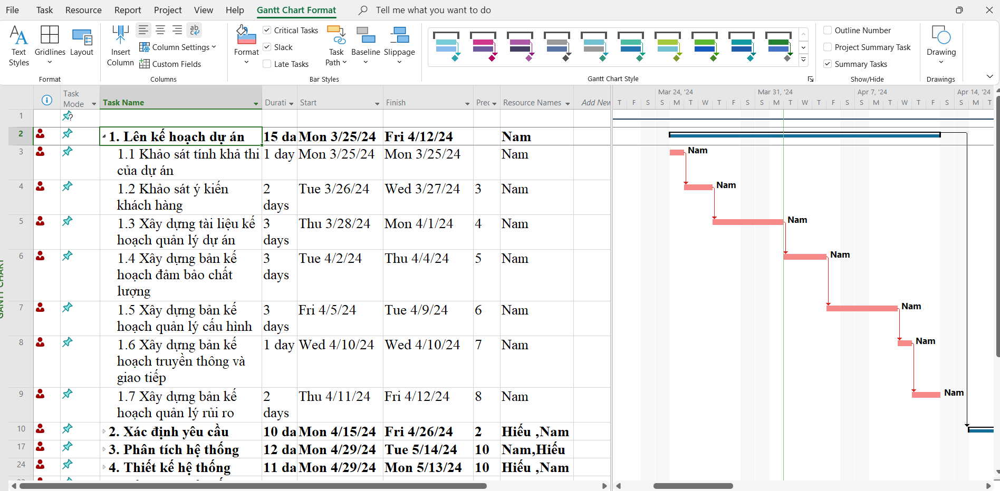 File Task Resource Report Project View Help Gantt Chart Format Tell me what you want to do
Text Styles
Gridlines
Layout
Format
Insert Column
Column Settings
Custom Fields
Columns
Format
Critical Tasks
Slack
Late Tasks
Task Path
Baseline
Slippage
Bar Styles
Gantt Chart Style
Outline Number
Project Summary Task
Summary Tasks
Show/Hide
Drawing
Drawings
Task Mode Task Name Durati Start Finish Prec Resource Names Add New
Mar 24, '24 Mar 31, '24 Apr 7, '24 Apr 14, '24
T F S S M T W T F S S M T W T F S S M T W T F S S M T
1 ?
2 1. Lên kế hoạch dự án 15 da Mon 3/25/24 Fri 4/12/24 Nam
3 1.1 Khảo sát tính khả thi 1 day Mon 3/25/24 Mon 3/25/24 Nam Nam
của dự án
4 1.2 Khảo sát ý kiến 2 Tue 3/26/24 Wed 3/27/24 3 Nam Nam
khách hàng days
5 1.3 Xây dựng tài liệu kế 3 Thu 3/28/24 Mon 4/1/24 4 Nam Nam
hoạch quản lý dự án days
6 1.4 Xây dựng bản kế 3 Tue 4/2/24 Thu 4/4/24 5 Nam Nam
hoạch đảm bảo chất days
lượng
7 1.5 Xây dựng bản kế 3 Fri 4/5/24 Tue 4/9/24 6 Nam Nam
hoạch quản lý cấu hình days
8 1.6 Xây dựng bản kế 1 day Wed 4/10/24 Wed 4/10/24 7 Nam Nam
hoạch truyền thông và
giao tiếp
9 1.7 Xây dựng bản kế 2 Thu 4/11/24 Fri 4/12/24 8 Nam Nam
hoạch quản lý rủi ro days
10 2. Xác định yêu cầu 10 da Mon 4/15/24 Fri 4/26/24 2 Hiếu ,Nam
17 3. Phân tích hệ thống 12 da Mon 4/29/24 Tue 5/14/24 10 Nam,Hiếu
24 4. Thiết kế hệ thống 11 da Mon 4/29/24 Mon 5/13/24 10 Hiếu ,Nam
GANTT CHART